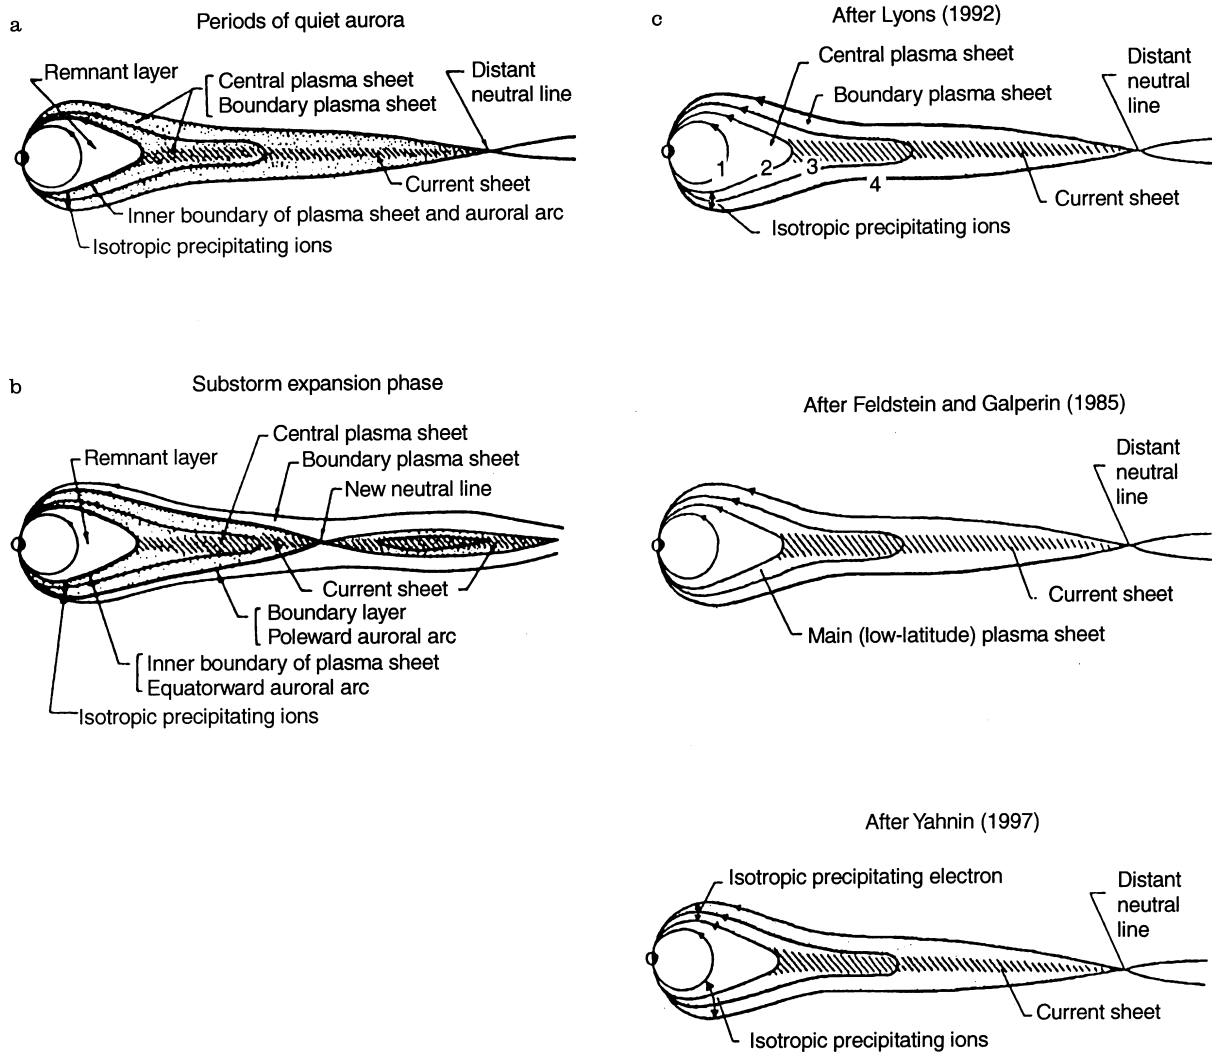 a
Periods of quiet aurora
Remnant layer
Central plasma sheet
Boundary plasma sheet
Distant
neutral line
Current sheet
Inner boundary of plasma sheet and auroral arc
Isotropic precipitating ions
b
Substorm expansion phase
Central plasma sheet
Remnant layer
Boundary plasma sheet
New neutral line
Current sheet
Boundary layer
Poleward auroral arc
Inner boundary of plasma sheet
Equatorward auroral arc
Isotropic precipitating ions
c
After Lyons (1992)
Central plasma sheet
Boundary plasma sheet
Distant
neutral
line
1 2 3 4
Current sheet
Isotropic precipitating ions
After Feldstein and Galperin (1985)
Distant
neutral
line
Current sheet
Main (low-latitude) plasma sheet
After Yahnin (1997)
Isotropic precipitating electron
Distant
neutral
line
Current sheet
Isotropic precipitating ions